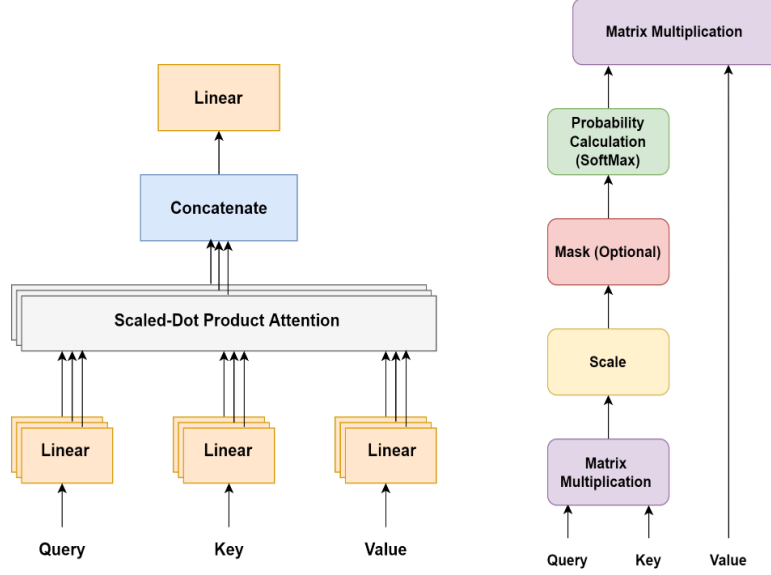 Linear
Concatenate
Scaled-Dot Product Attention
Linear
Linear
Linear
Query
Key
Value
Matrix Multiplication
Probability
Calculation
(SoftMax)
Mask (Optional)
Scale
Matrix
Multiplication
Query
Key
Value